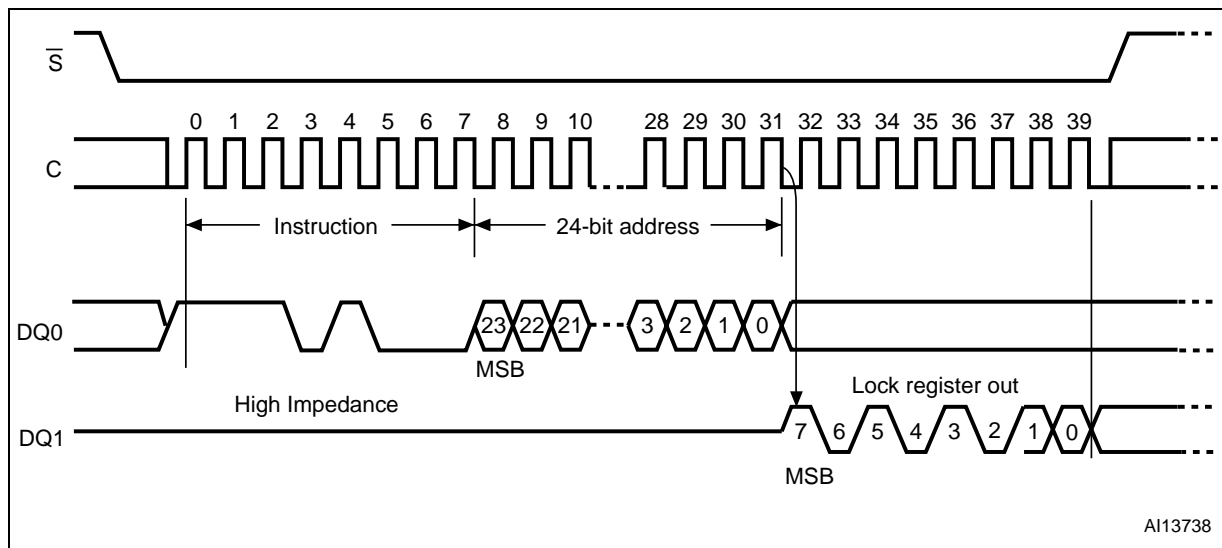 S̅
0 1 2 3 4 5 6 7 8 9 10 28 29 30 31 32 33 34 35 36 37 38 39
C
Instruction 24-bit address
DQ0
23 22 21 3 2 1 0
MSB
High Impedance
Lock register out
DQ1
7 6 5 4 3 2 1 0
MSB
AI13738